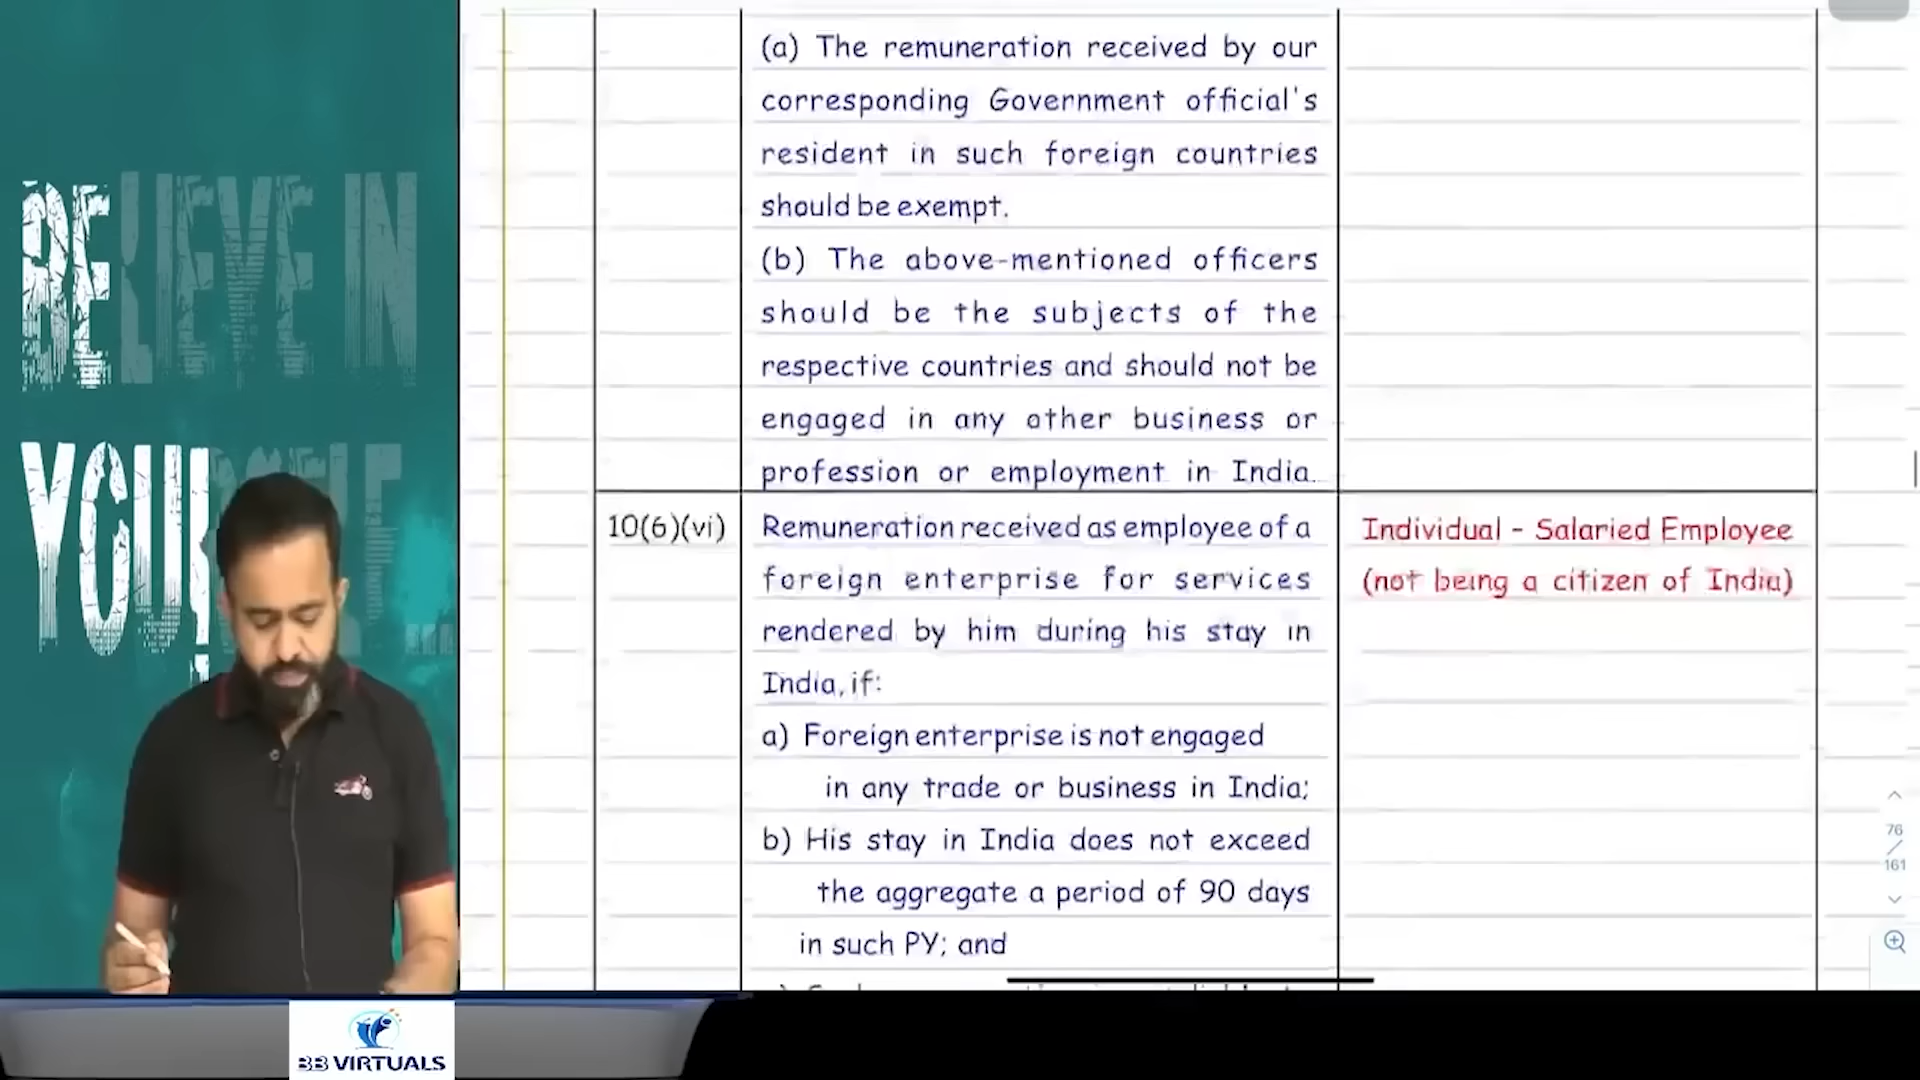 BELIEVE IN
YOU
(a) The remuneration received by our
corresponding Government official's
resident in such foreign countries
should be exempt.
(b) The above-mentioned officers
should be the subjects of the
respective countries and should not be
engaged in any other business or
profession or employment in India.
10(6)(vi)
Remuneration received as employee of a
foreign enterprise for services
rendered by him during his stay in
India, if:
a) Foreign enterprise is not engaged
in any trade or business in India;
b) His stay in India does not exceed
the aggregate a period of 90 days
in such PY; and
Individual - Salaried Employee
(not being a citizen of India)
76
/
161
BB VIRTUALS